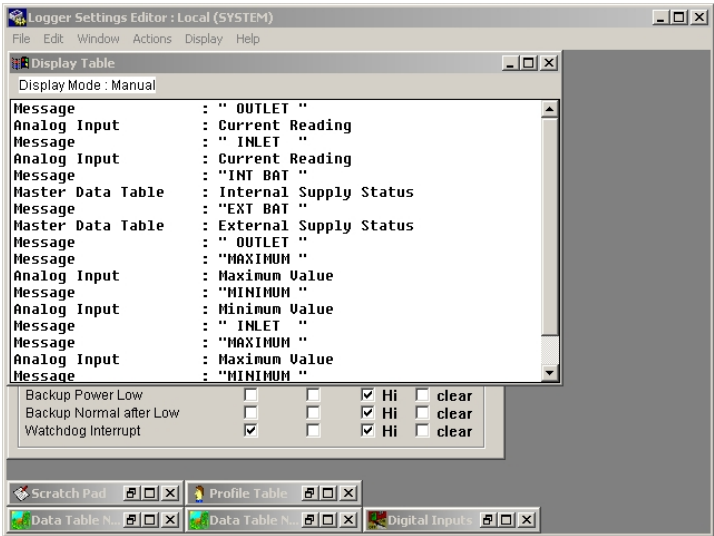 Logger Settings Editor : Local (SYSTEM)
File Edit Window Actions Display Help
Display Table
Display Mode : Manual
Message : " OUTLET "
Analog Input : Current Reading
Message : " INLET  "
Analog Input : Current Reading
Message : "INT BAT "
Master Data Table : Internal Supply Status
Message : "EXT BAT "
Master Data Table : External Supply Status
Message : " OUTLET "
Message : "MAXIMUM "
Analog Input : Maximum Value
Message : "MINIMUM "
Analog Input : Minimum Value
Message : " INLET  "
Message : "MAXIMUM "
Analog Input : Maximum Value
Message : "MINIMUM "
Backup Power Low Hi clear
Backup Normal after Low Hi clear
Watchdog Interrupt Hi clear
Scratch Pad Profile Table
Data Table N... Data Table N... Digital Inputs